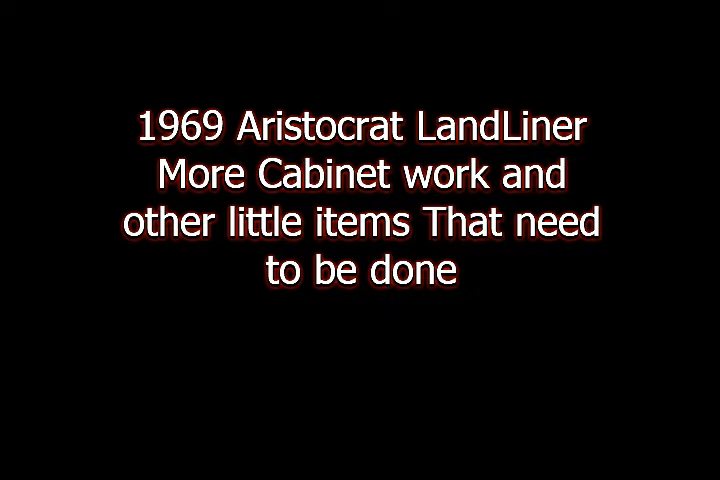 1969 Aristocrat LandLiner
More Cabinet work and
other little items That need
to be done